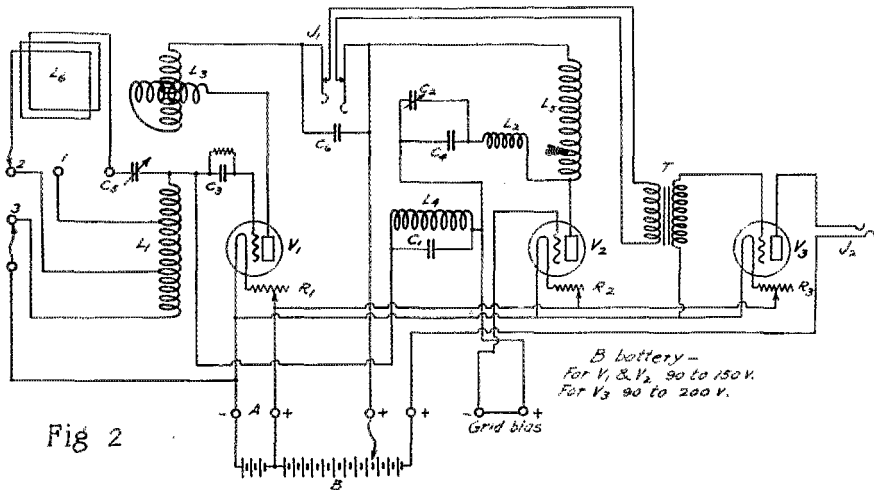 J1
L3
L6
C2
L2
L5
C4
C6
2
1
C5
C3
T
3
L4
L1
C1
V1
V2
V3
J2
R1
R2
R3
B battery –
For V1 & V2 90 to 150 V.
For V3 90 to 200 V.
- A +
+
+
- +
Grid bias
Fig 2
B